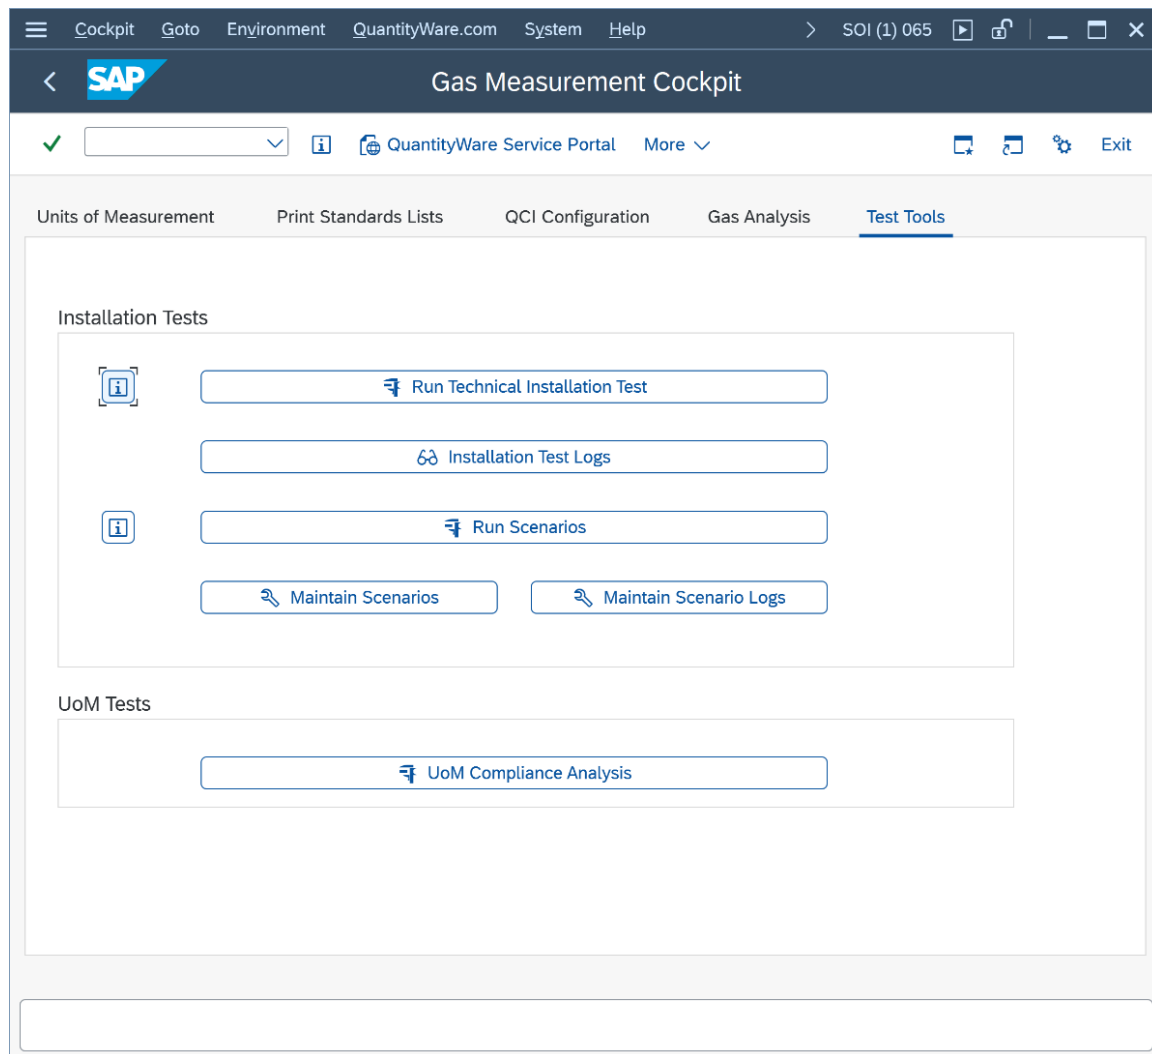 Cockpit Goto Environment QuantityWare.com System Help SOI (1) 065
SAP Gas Measurement Cockpit
QuantityWare Service Portal More Exit
Units of Measurement Print Standards Lists QCI Configuration Gas Analysis Test Tools
Installation Tests
Run Technical Installation Test
Installation Test Logs
Run Scenarios
Maintain Scenarios Maintain Scenario Logs
UoM Tests
UoM Compliance Analysis